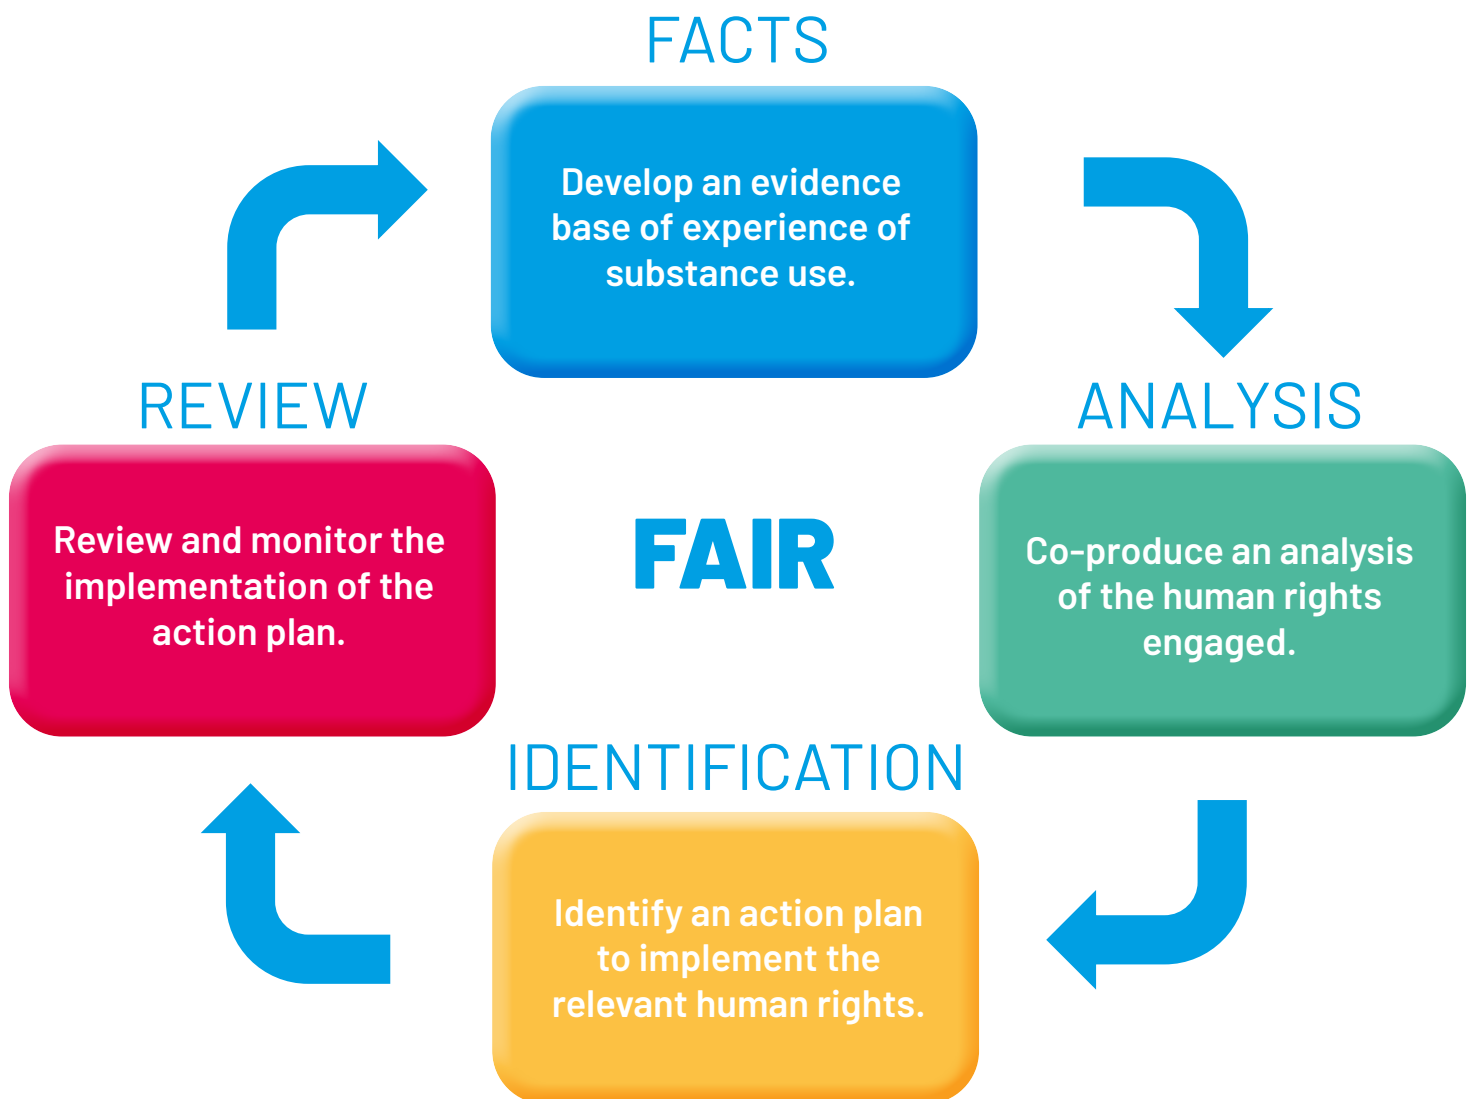 FACTS
Develop an evidence
base of experience of
substance use.
ANALYSIS
Co-produce an analysis
of the human rights
engaged.
IDENTIFICATION
Identify an action plan
to implement the
relevant human rights.
REVIEW
Review and monitor the
implementation of the
action plan.
FAIR